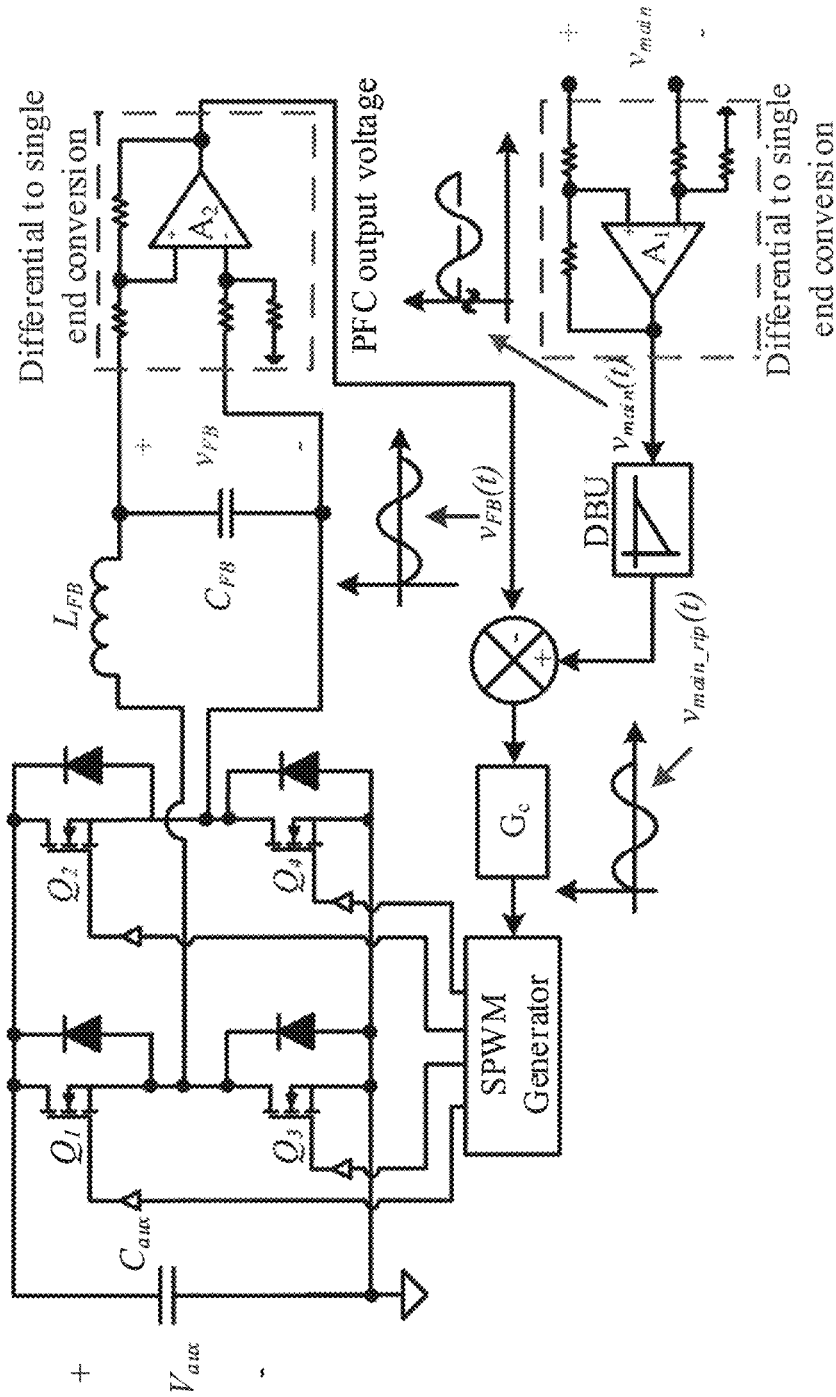 +
V_aux
-
C_aux
Q_1
Q_2
Q_3
Q_4
L_FB
C_FB
+
v_FB
-
Differential to single
end conversion
+
A_2
-
PFC output voltage
SPWM
Generator
G_c
-
+
v_FB(t)
v_main_rip(t)
DBU
v_main(t)
+
A_1
-
+
v_main
-
Differential to single
end conversion